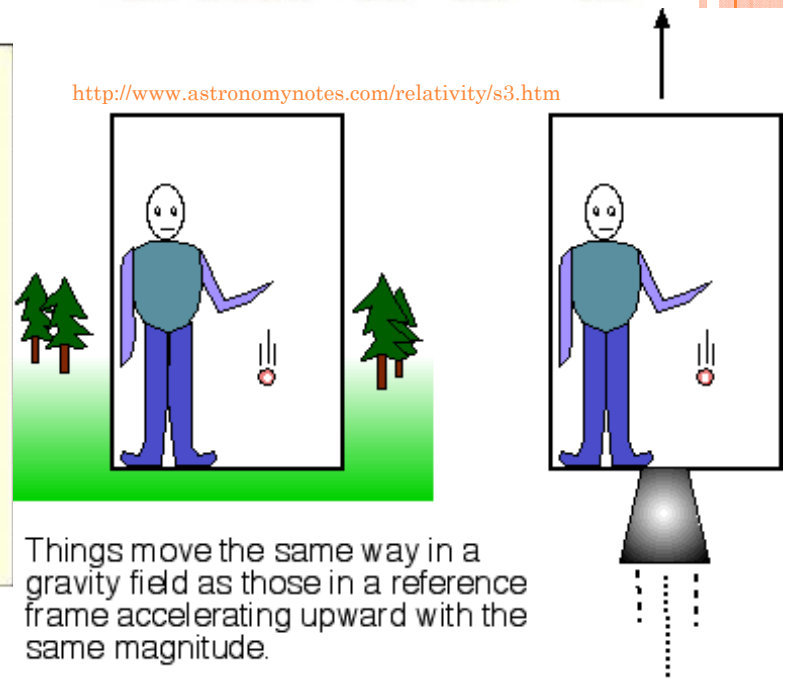 http://www.astronomynotes.com/relativity/s3.htm
Things move the same way in a
gravity field as those in a reference
frame accelerating upward with the
same magnitude.